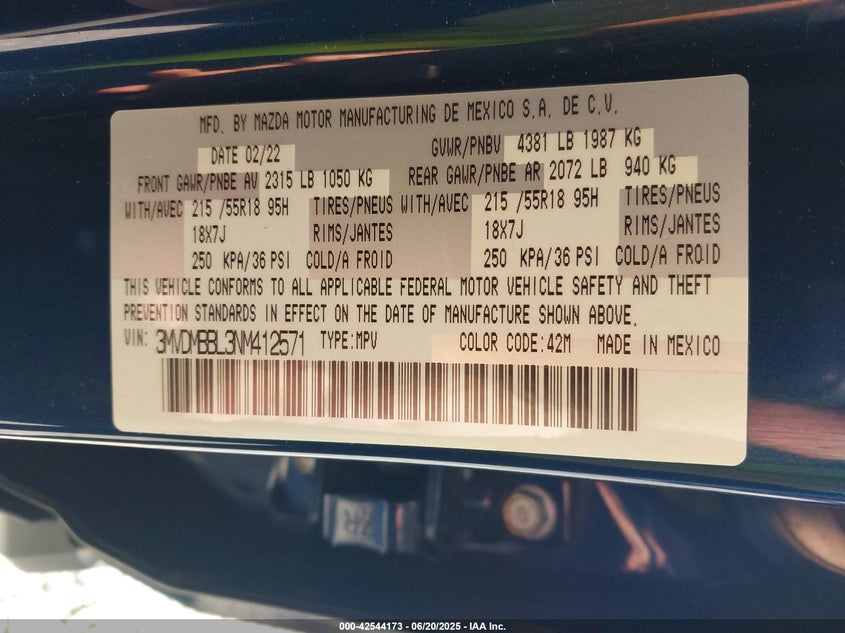 MFD. BY MAZDA MOTOR MANUFACTURING DE MEXICO S.A. DE C.V.
DATE 02/22 GVWR/PNBV 4381 LB 1987 KG
FRONT GAWR/PNBE AV 2315 LB 1050 KG REAR GAWR/PNBE AR 2072 LB 940 KG
WITH/AVEC 215 /55R18 95H TIRES/PNEUS WITH/AVEC 215 /55R18 95H TIRES/PNEUS
18X7J RIMS/JANTES 18X7J RIMS/JANTES
250 KPA/36 PSI COLD/A FROID 250 KPA/36 PSI COLD/A FROID
THIS VEHICLE CONFORMS TO ALL APPLICABLE FEDERAL MOTOR VEHICLE SAFETY AND THEFT
PREVENTION STANDARDS IN EFFECT ON THE DATE OF MANUFACTURE SHOWN ABOVE.
VIN: 3MVDMBBL3NM412571 TYPE:MPV COLOR CODE:42M MADE IN MEXICO
2R
000-42544173 - 06/20/2025 - IAA Inc.